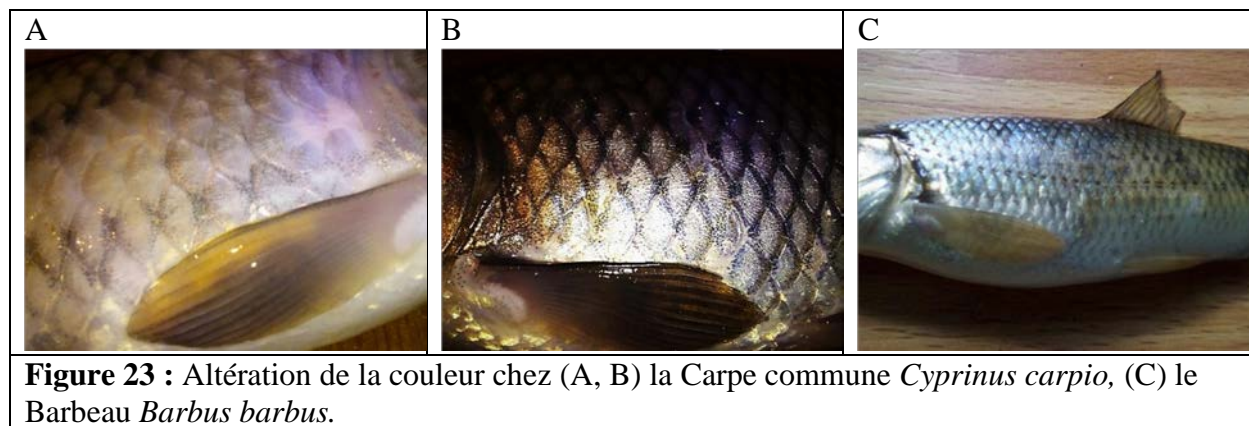 A
B
C
Figure 23 : Altération de la couleur chez (A, B) la Carpe commune Cyprinus carpio, (C) le
Barbeau Barbus barbus.